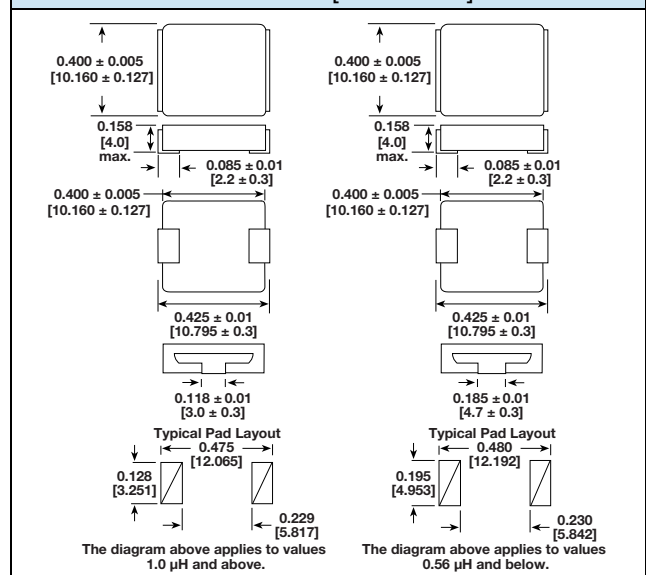 0.400 ± 0.005
[10.160 ± 0.127]
0.158
[4.0]
max.
0.085 ± 0.01
[2.2 ± 0.3]
0.400 ± 0.005
[10.160 ± 0.127]
0.425 ± 0.01
[10.795 ± 0.3]
0.118 ± 0.01
[3.0 ± 0.3]
Typical Pad Layout
0.475
[12.065]
0.128
[3.251]
0.229
[5.817]
The diagram above applies to values
1.0 µH and above.
0.400 ± 0.005
[10.160 ± 0.127]
0.158
[4.0]
max.
0.085 ± 0.01
[2.2 ± 0.3]
0.400 ± 0.005
[10.160 ± 0.127]
0.425 ± 0.01
[10.795 ± 0.3]
0.185 ± 0.01
[4.7 ± 0.3]
Typical Pad Layout
0.480
[12.192]
0.195
[4.953]
0.230
[5.842]
The diagram above applies to values
0.56 µH and below.